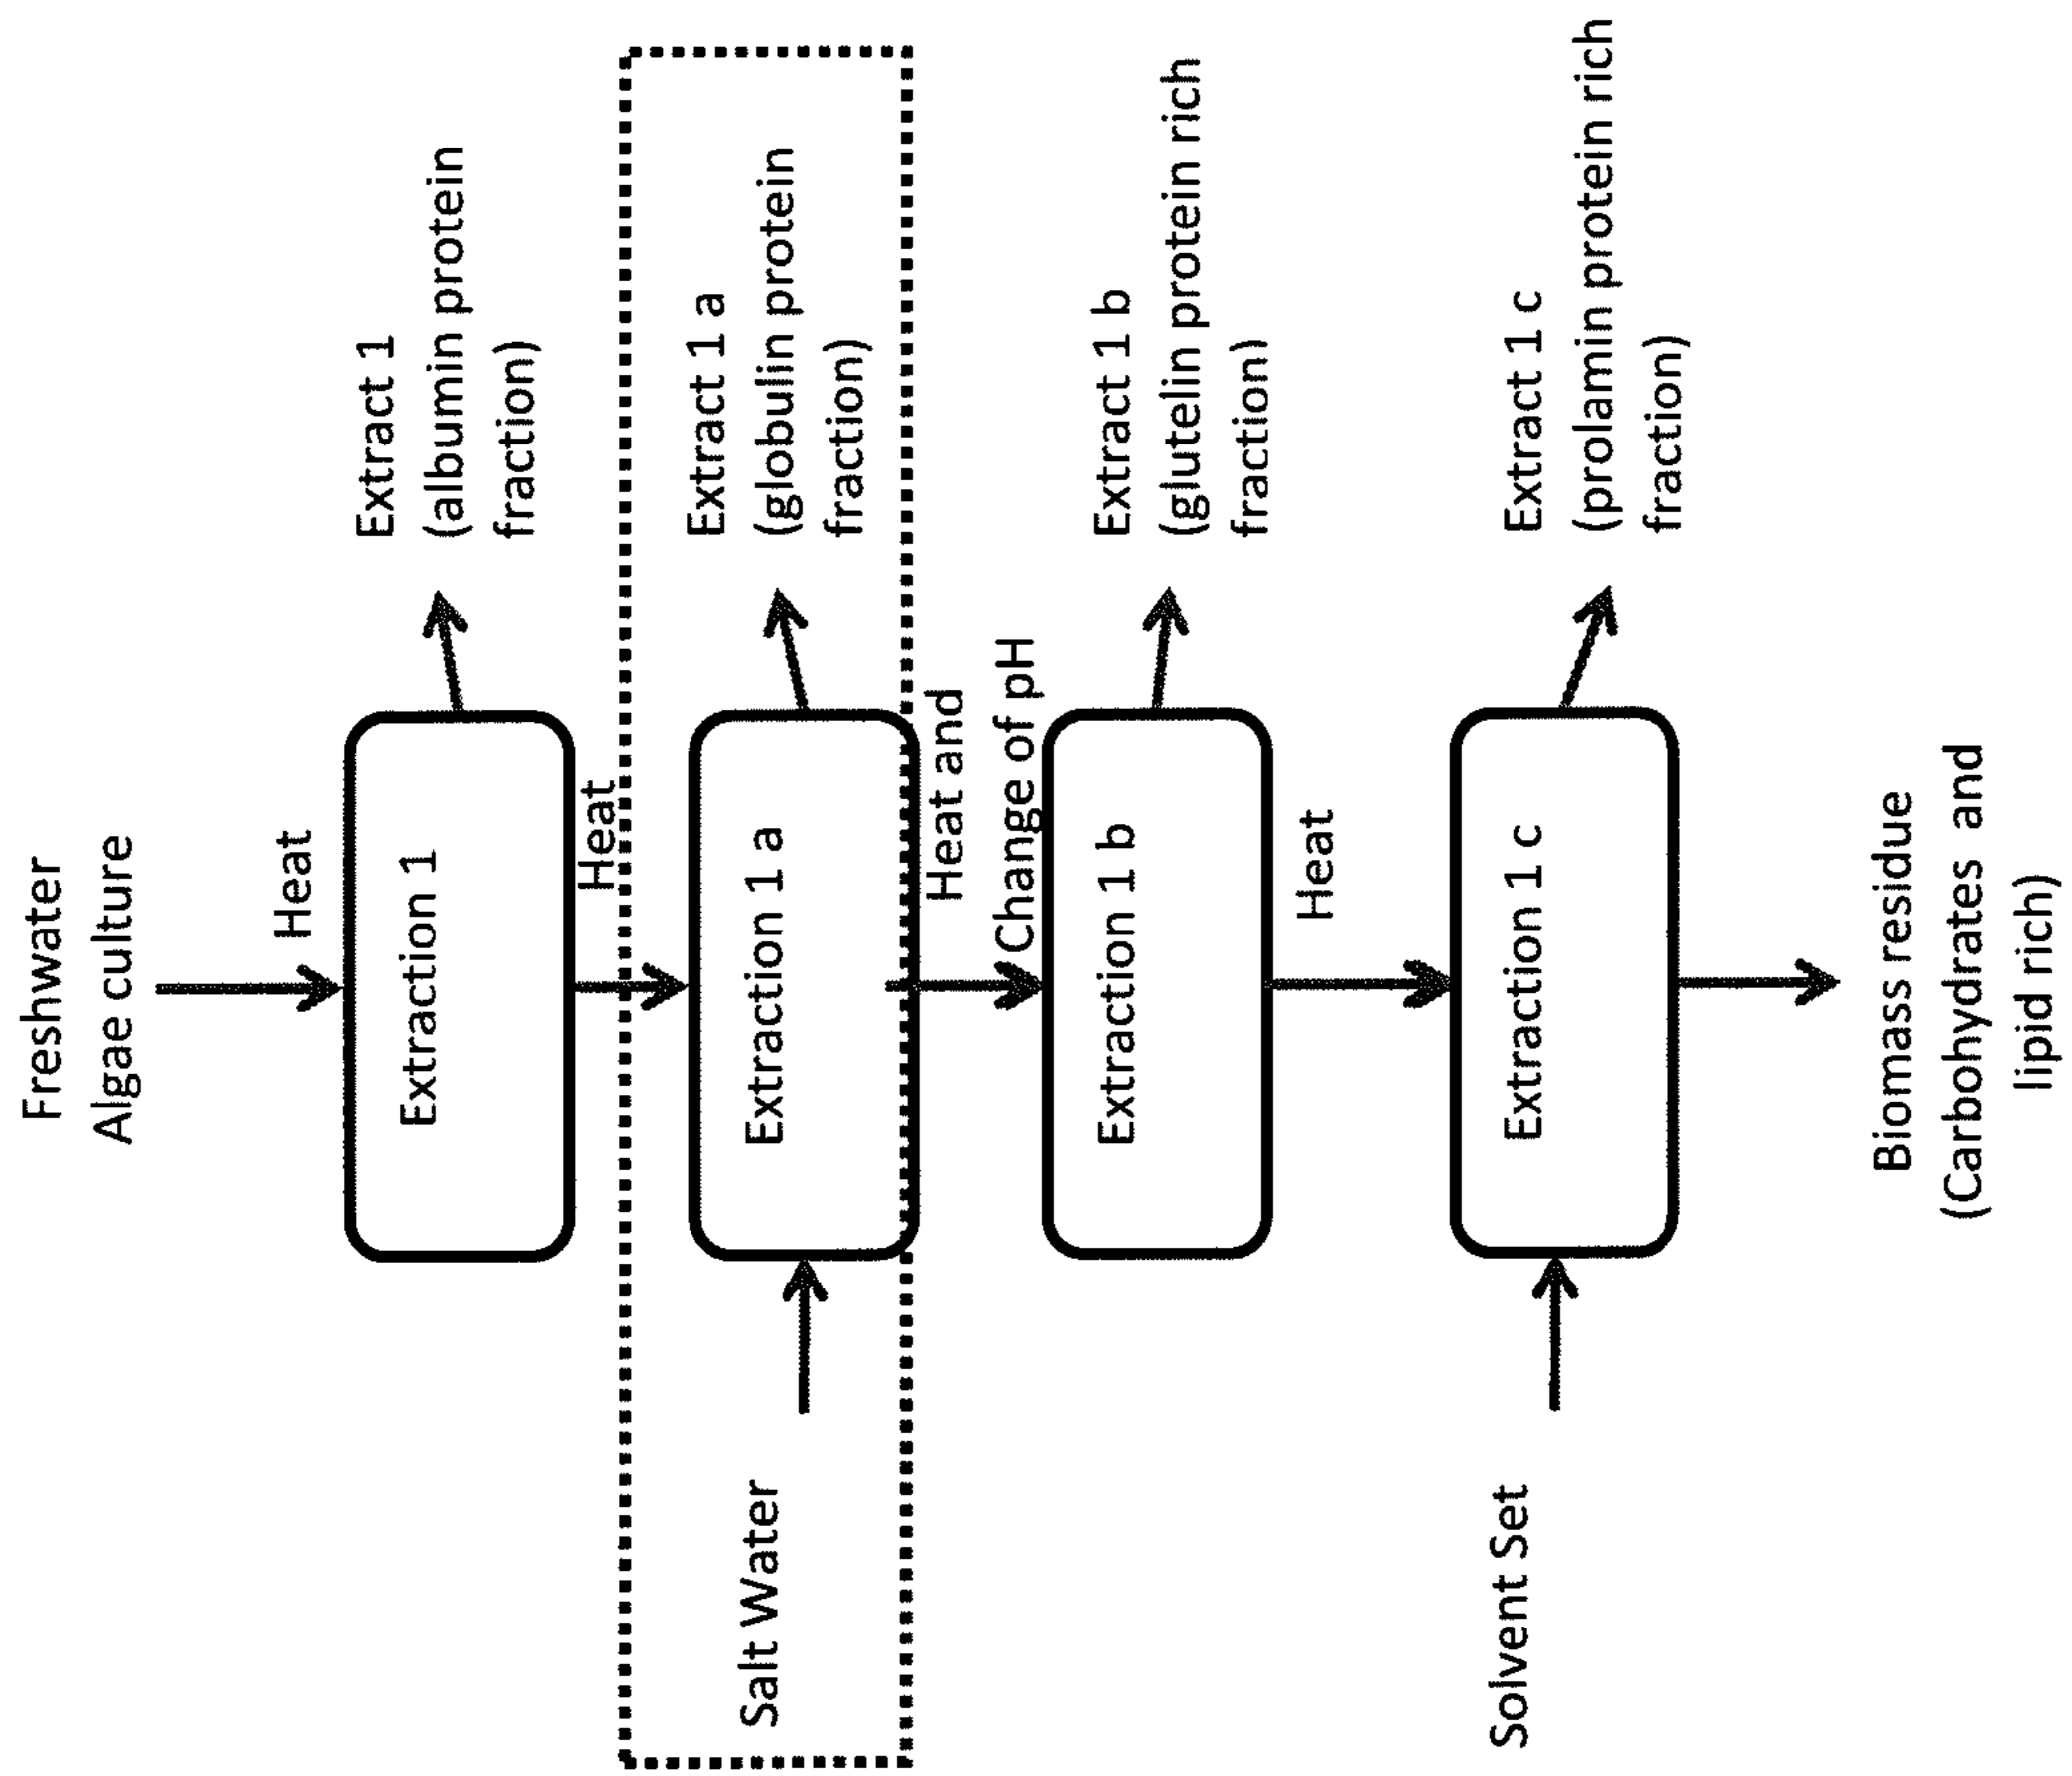 Freshwater
Algae culture
Heat
Extraction 1
Extract 1
(albumin protein
fraction)
Heat
Salt Water
Extraction 1 a
Extract 1 a
(globulin protein
fraction)
Heat and
Change of pH
Extraction 1 b
Extract 1 b
(glutelin protein rich
fraction)
Heat
Solvent Set
Extraction 1 c
Extract 1 c
(prolamin protein rich
fraction)
Biomass residue
(Carbohydrates and
lipid rich)